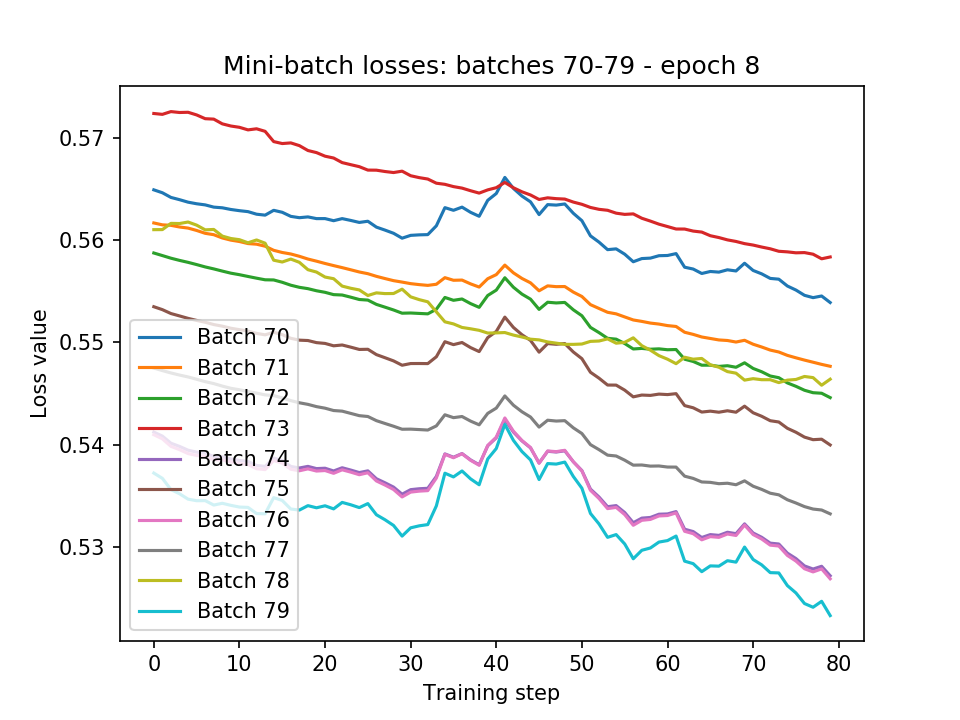 Mini-batch losses: batches 70-79 - epoch 8
Loss value
0.57
0.56
0.55
0.54
0.53
Batch 70
Batch 71
Batch 72
Batch 73
Batch 74
Batch 75
Batch 76
Batch 77
Batch 78
Batch 79
0 10 20 30 40 50 60 70 80
Training step